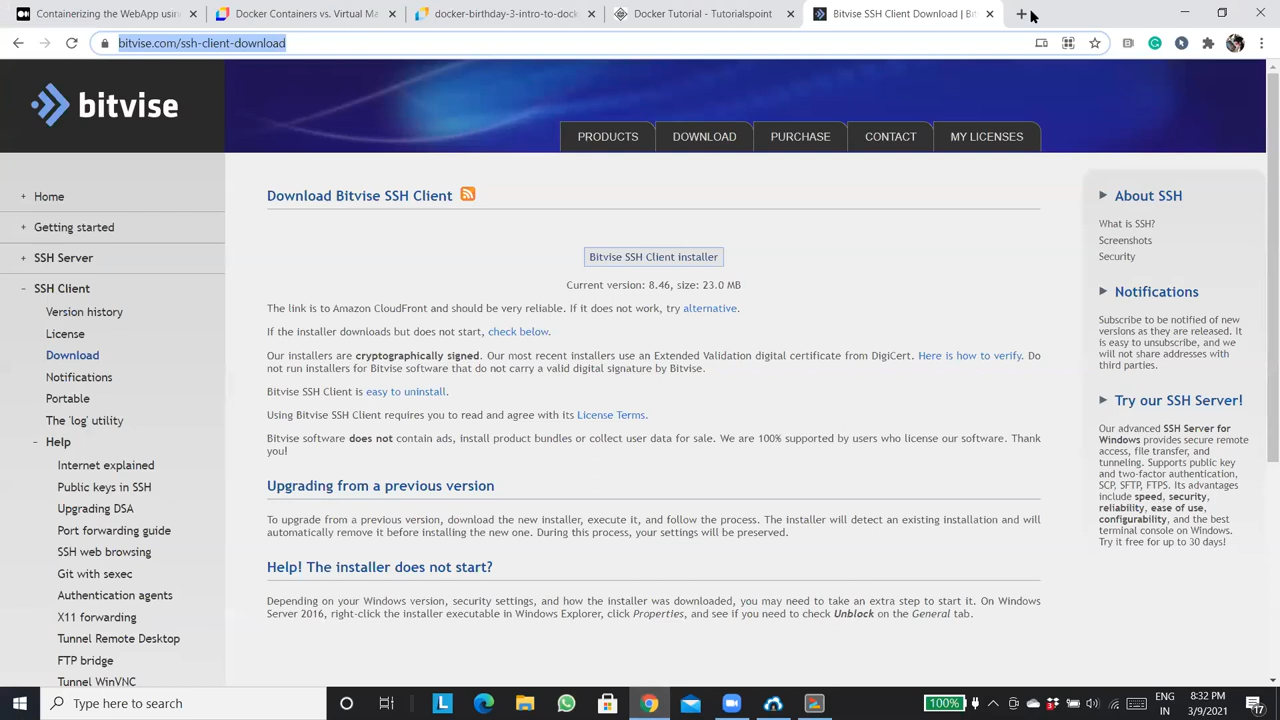 Containerizing the WebApp usin
Docker Containers vs. Virtual Ma
docker-birthday-3-intro-to-dock
Docker Tutorial - Tutorialspoint
Bitvise SSH Client Download | Bi
bitvise.com/ssh-client-download
bitvise
PRODUCTS
DOWNLOAD
PURCHASE
CONTACT
MY LICENSES
+ Home
+ Getting started
+ SSH Server
- SSH Client
Version history
License
Download
Notifications
Portable
The 'log' utility
- Help
Internet explained
Public keys in SSH
Upgrading DSA
Port forwarding guide
SSH web browsing
Git with sexec
Authentication agents
X11 forwarding
Tunnel Remote Desktop
FTP bridge
Tunnel WinVNC
Download Bitvise SSH Client
Bitvise SSH Client installer
Current version: 8.46, size: 23.0 MB
The link is to Amazon CloudFront and should be very reliable. If it does not work, try alternative.
If the installer downloads but does not start, check below.
Our installers are cryptographically signed. Our most recent installers use an Extended Validation digital certificate from DigiCert. Here is how to verify. Do
not run installers for Bitvise software that do not carry a valid digital signature by Bitvise.
Bitvise SSH Client is easy to uninstall.
Using Bitvise SSH Client requires you to read and agree with its License Terms.
Bitvise software does not contain ads, install product bundles or collect user data for sale. We are 100% supported by users who license our software. Thank
you!
Upgrading from a previous version
To upgrade from a previous version, download the new installer, execute it, and follow the process. The installer will detect an existing installation and will
automatically remove it before installing the new one. During this process, your settings will be preserved.
Help! The installer does not start?
Depending on your Windows version, security settings, and how the installer was downloaded, you may need to take an extra step to start it. On Windows
Server 2016, right-click the installer executable in Windows Explorer, click Properties, and see if you need to check Unblock on the General tab.
About SSH
What is SSH?
Screenshots
Security
Notifications
Subscribe to be notified of new
versions as they are released. It
is easy to unsubscribe, and we
will not share addresses with
third parties.
Try our SSH Server!
Our advanced SSH Server for
Windows provides secure remote
access, file transfer, and
tunneling. Supports public key
and two-factor authentication,
SCP, SFTP, FTPS. Its advantages
include speed, security,
reliability, ease of use,
configurability, and the best
terminal console on Windows.
Try it free for up to 30 days!
Type here to search
L
100%
ENG
IN
8:32 PM
3/9/2021
17